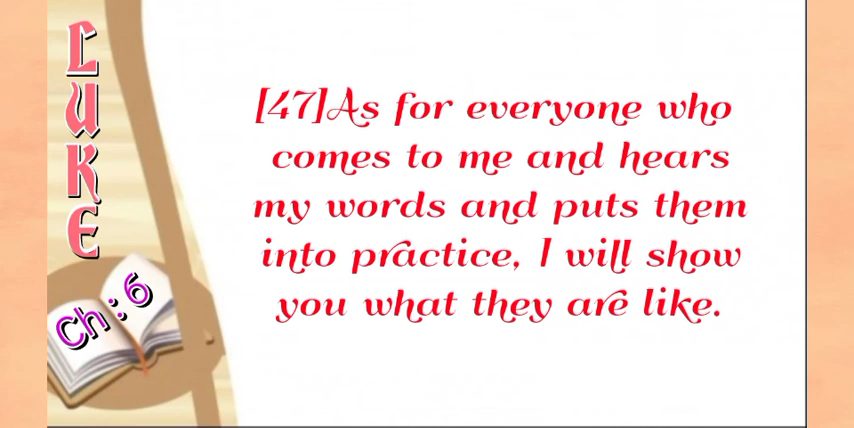 LUKE
Ch : 6
[47]As for everyone who
comes to me and hears
my words and puts them
into practice, I will show
you what they are like.